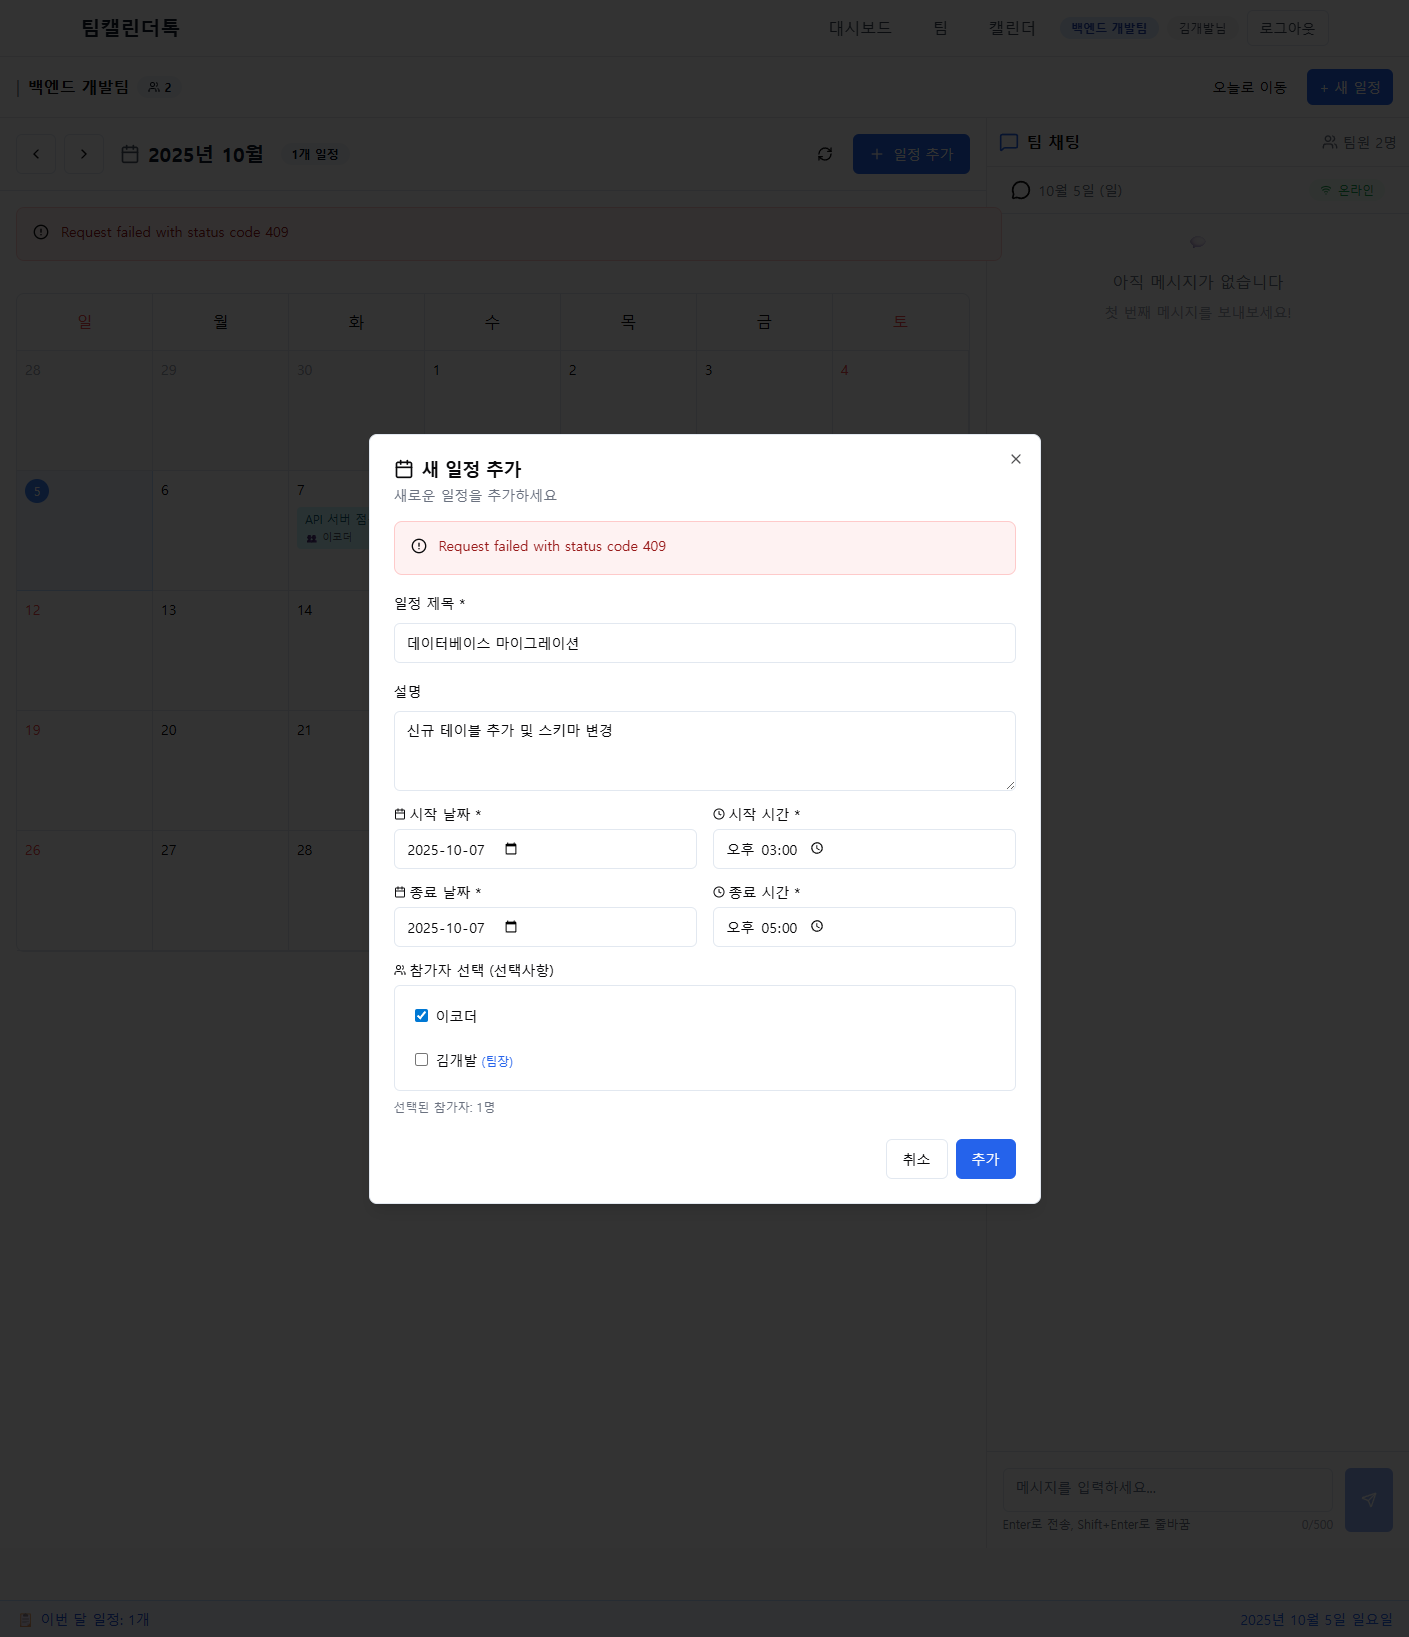 팀캘린더톡
대시보드 팀 캘린더 백엔드 개발팀 김개발님 로그아웃
백엔드 개발팀 2
오늘로 이동 + 새 일정
2025년 10월 1개 일정
일정 추가
팀 채팅 팀원 2명
10월 5일 (일) 온라인
Request failed with status code 409
아직 메시지가 없습니다
첫 번째 메시지를 보내보세요!
일 월 화 수 목 금 토
28 29 30 1 2 3 4
5 6 7
API 서버 점
이코더
12 13 14
19 20 21
26 27 28
새 일정 추가
새로운 일정을 추가하세요
Request failed with status code 409
일정 제목 *
데이터베이스 마이그레이션
설명
신규 테이블 추가 및 스키마 변경
시작 날짜 * 시작 시간 *
2025-10-07 오후 03:00
종료 날짜 * 종료 시간 *
2025-10-07 오후 05:00
참가자 선택 (선택사항)
이코더
김개발 (팀장)
선택된 참가자: 1명
취소 추가
메시지를 입력하세요...
Enter로 전송, Shift+Enter로 줄바꿈 0/500
이번 달 일정: 1개
2025년 10월 5일 일요일